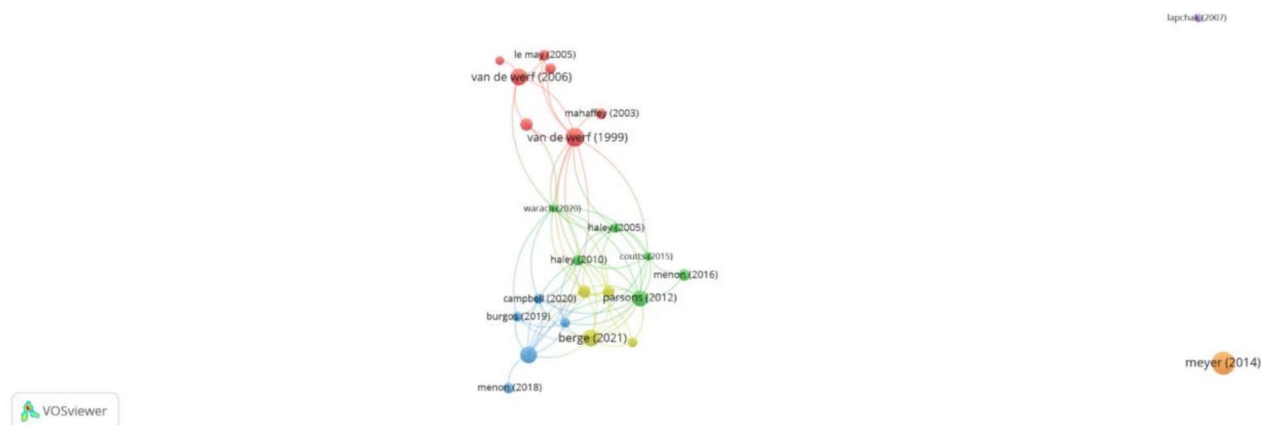 lapchak (2007)
le may (2005)
van de werf (2006)
mahaffey (2003)
van de werf (1999)
warach (2020)
haley (2005)
haley (2010)
coutts (2015)
menon (2016)
campbell (2020)
parsons (2012)
burgos (2019)
berge (2021)
meyer (2014)
menon (2018)
VOSviewer